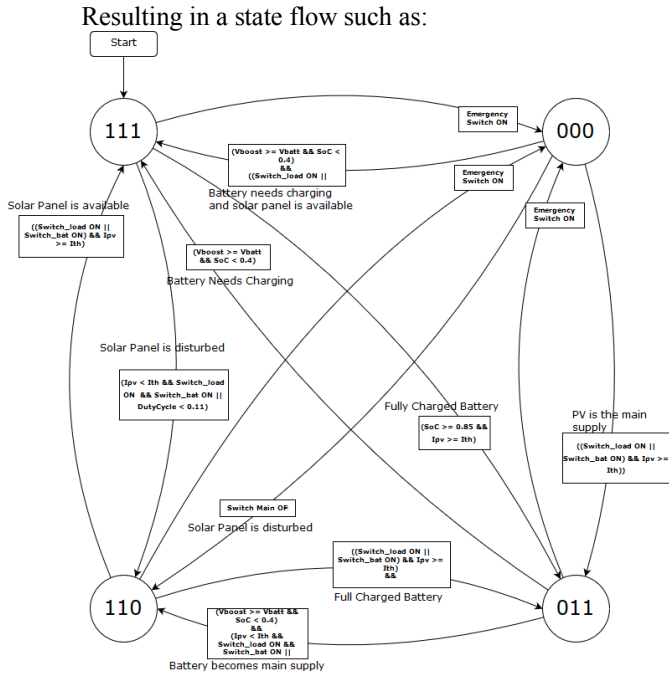 Resulting in a state flow such as:
Start
111
000
Emergency
Switch ON
(Vboost >= Vbatt && SoC <
0.4)
&&
((Switch_load ON ||
Battery needs charging
and solar panel is available
Emergency
Switch ON
Emergency
Switch ON
Solar Panel is available
((Switch_load ON ||
Switch_bat ON) && Ipv
>= Ith)
(Vboost >= Vbatt
&& SoC < 0.4)
Battery Needs Charging
Solar Panel is disturbed
(Ipv < Ith && Switch_load
ON && Switch_bat ON ||
DutyCycle < 0.11)
Fully Charged Battery
(SoC >= 0.85 &&
Ipv >= Ith)
PV is the main
supply
((Switch_load ON ||
Switch_bat ON) && Ipv >=
Ith))
Switch Main OF
Solar Panel is disturbed
((Switch_load ON ||
Switch_bat ON) && Ipv >=
Ith)
&&
Full Charged Battery
110
011
(Vboost >= Vbatt &&
SoC < 0.4)
&&
(Ipv < Ith &&
Switch_load ON &&
Switch_bat ON ||
Battery becomes main supply